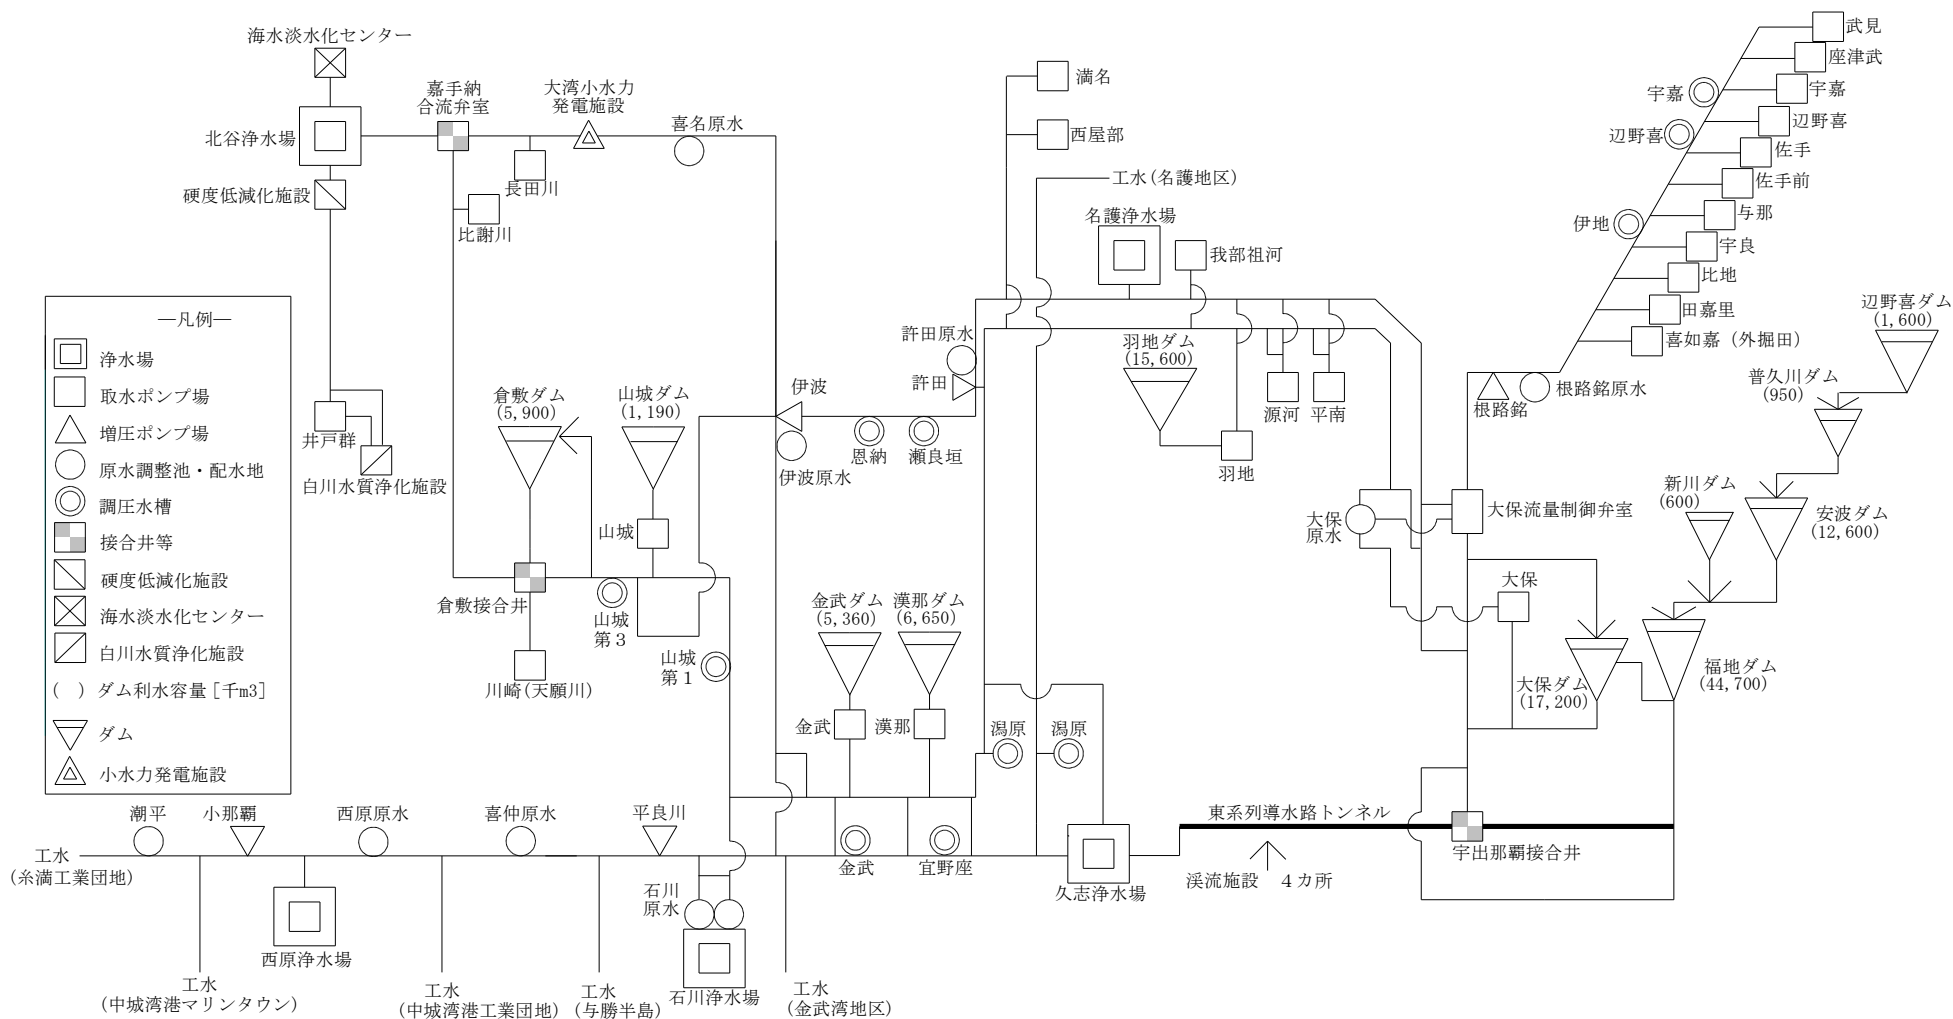 海水淡水化センター
北谷浄水場
硬度低減化施設
嘉手納
合流弁室
大湾小水力
発電施設
喜名原水
長田川
比謝川
満名
西屋部
工水(名護地区)
名護浄水場
我部祖河
武見
座津武
宇嘉
宇嘉
辺野喜
辺野喜
佐手
佐手前
与那
伊地
宇良
比地
田嘉里
喜如嘉（外掘田）
辺野喜ダム
(1,600)
普久川ダム
(950)
根路銘
根路銘原水
―凡例―
浄水場
取水ポンプ場
増圧ポンプ場
原水調整池・配水地
調圧水槽
接合井等
硬度低減化施設
海水淡水化センター
白川水質浄化施設
(　) ダム利水容量[千m3]
ダム
小水力発電施設
井戸群
白川水質浄化施設
倉敷ダム
(5,900)
山城ダム
(1,190)
伊波
伊波原水
恩納
瀬良垣
許田原水
許田
羽地ダム
(15,600)
羽地
源河
平南
大保
原水
大保流量制御弁室
新川ダム
(600)
安波ダム
(12,600)
山城
倉敷接合井
山城
第３
山城
第１
川崎(天願川)
金武ダム
(5,360)
漢那ダム
(6,650)
金武
漢那
潟原
潟原
大保
大保ダム
(17,200)
福地ダム
(44,700)
潮平
小那覇
西原原水
喜仲原水
平良川
工水
(糸満工業団地)
金武
宜野座
久志浄水場
東系列導水路トンネル
渓流施設　４カ所
宇出那覇接合井
石川
原水
西原浄水場
石川浄水場
工水
(中城湾港マリンタウン)
工水
(中城湾港工業団地)
工水
(与勝半島)
工水
(金武湾地区)